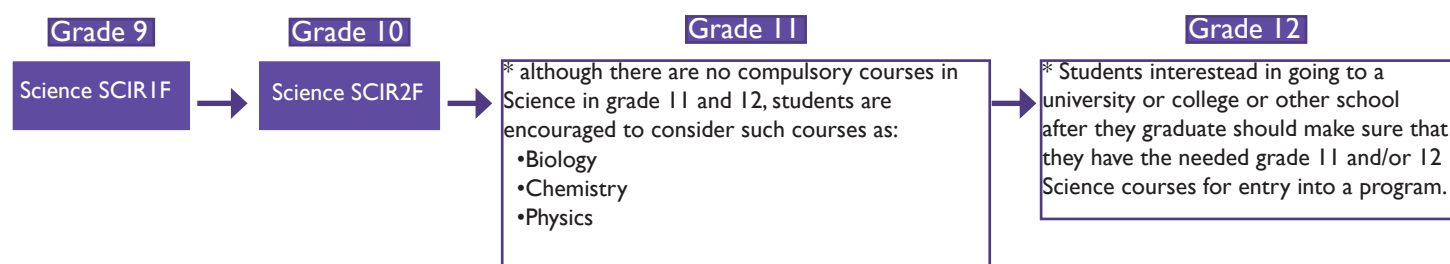 Grade 9
Science SCIR1F
Grade 10
Science SCIR2F
Grade 11
* although there are no compulsory courses in
Science in grade 11 and 12, students are
encouraged to consider such courses as:
•Biology
•Chemistry
•Physics
Grade 12
* Students interestead in going to a
university or college or other school
after they graduate should make sure that
they have the needed grade 11 and/or 12
Science courses for entry into a program.